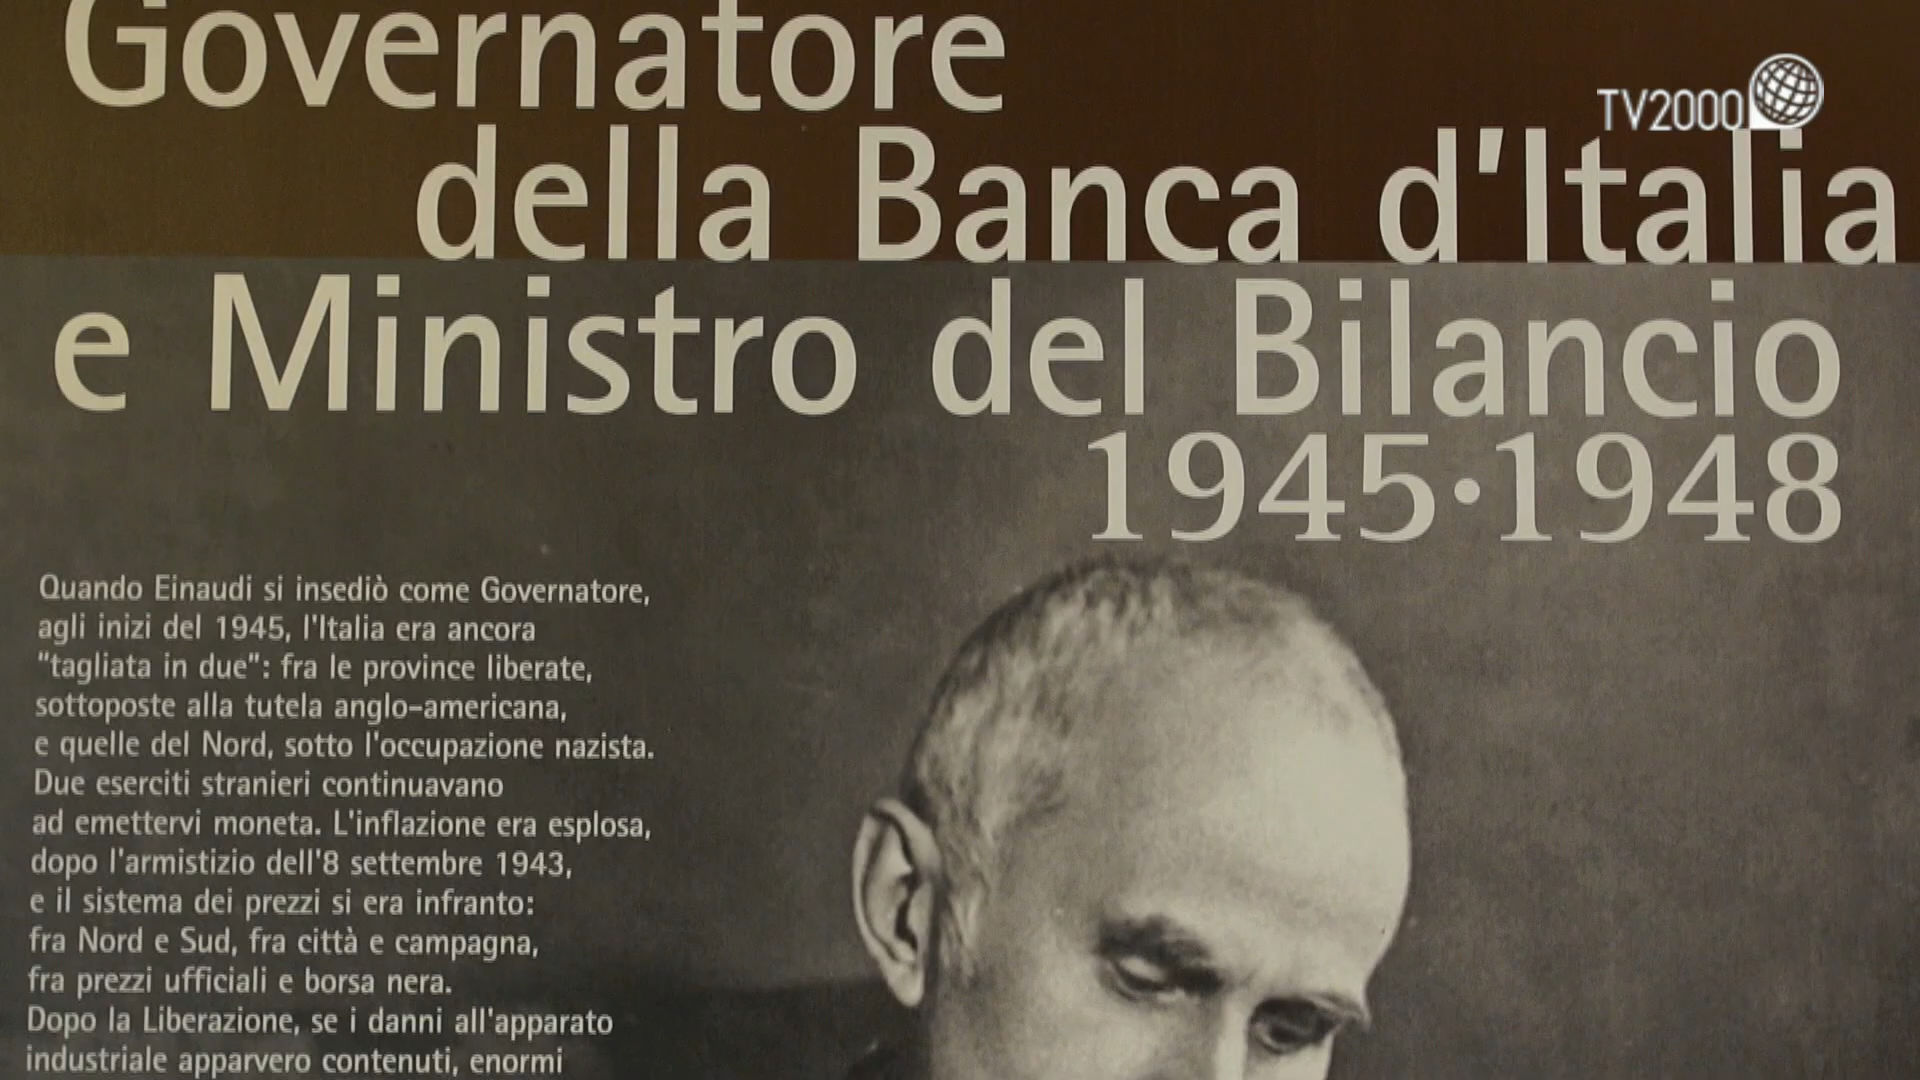 Governatore
TV2000
della Banca d'Italia
e Ministro del Bilancio
1945·1948
Quando Einaudi si insediò come Governatore,
agli inizi del 1945, l'Italia era ancora
"tagliata in due": fra le province liberate,
sottoposte alla tutela anglo-americana,
e quelle del Nord, sotto l'occupazione nazista.
Due eserciti stranieri continuavano
ad emettervi moneta. L'inflazione era esplosa,
dopo l'armistizio dell'8 settembre 1943,
e il sistema dei prezzi si era infranto:
fra Nord e Sud, fra città e campagna,
fra prezzi ufficiali e borsa nera.
Dopo la Liberazione, se i danni all'apparato
industriale apparvero contenuti, enormi